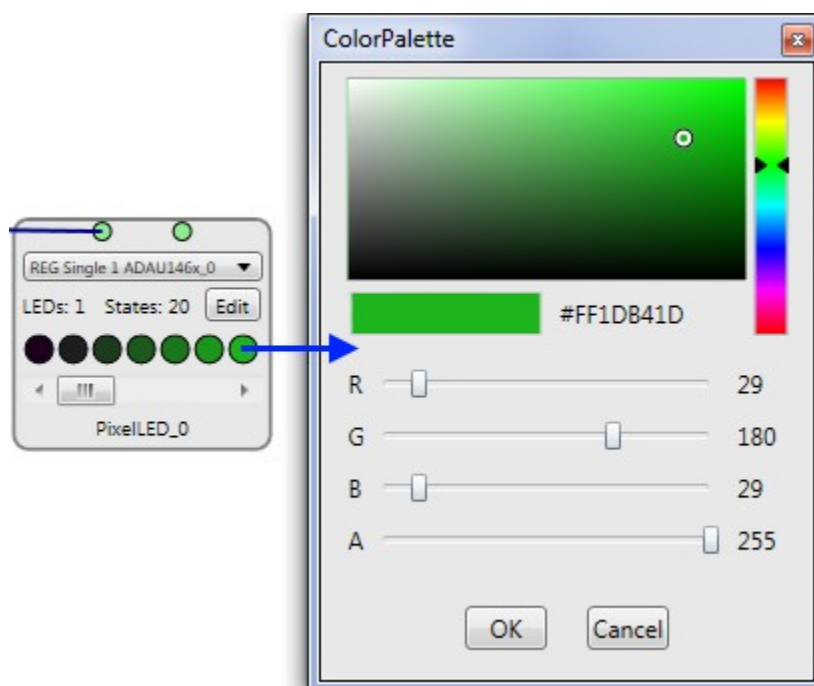 ColorPalette
#FF1DB41D
R 29
G 180
B 29
A 255
OK Cancel
REG Single 1 ADAU146x_0
LEDs: 1 States: 20 Edit
PixelLED_0